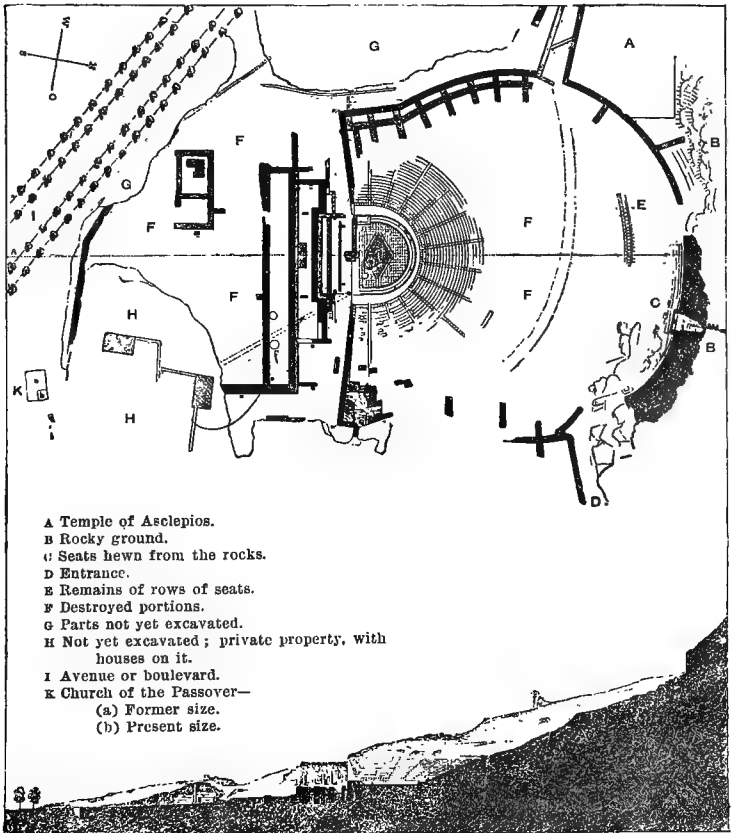 W
S
N
O
G
A
F
B
G
I
F
E
F
F
F
H
C
B
K
H
D.
A Temple of Asclepios.
B Rocky ground.
C Seats hewn from the rocks.
D Entrance.
E Remains of rows of seats.
F Destroyed portions.
G Parts not yet excavated.
H Not yet excavated ; private property, with
houses on it.
I Avenue or boulevard.
K Church of the Passover—
(a) Former size.
(b) Present size.